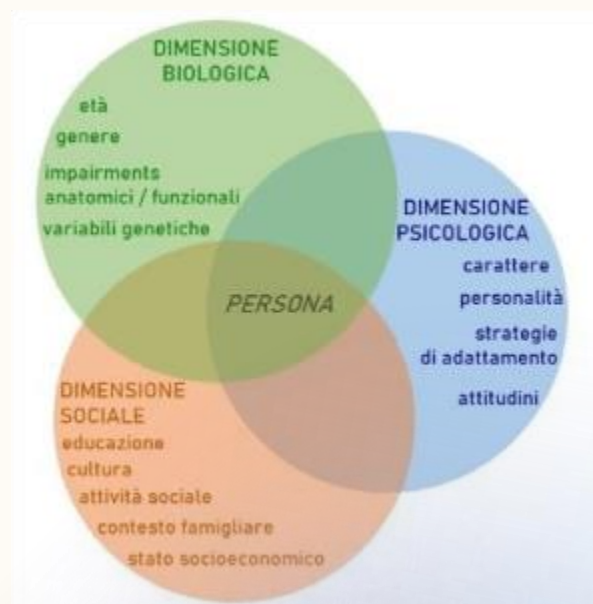 DIMENSIONE
BIOLOGICA
età
genere
impairments
anatomici / funzionali
variabili genetiche
DIMENSIONE
PSICOLOGICA
carattere
personalità
strategie
di adattamento
attitudini
PERSONA
DIMENSIONE
SOCIALE
educazione
cultura
attività sociale
contesto famigliare
stato socioeconomico